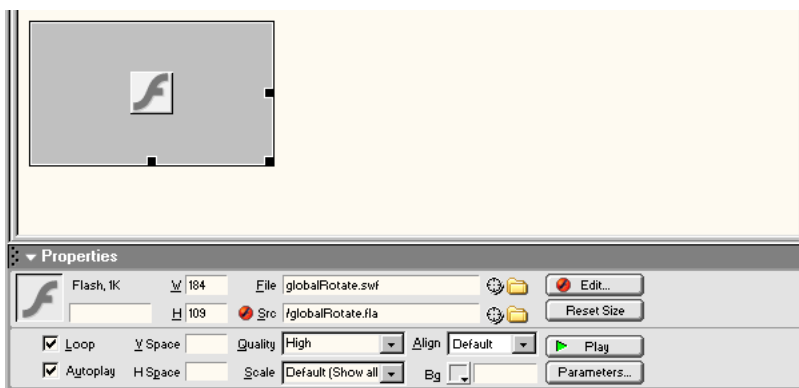 Properties
Flash, 1K W 184 File globalRotate.swf Edit...
H 109 Src /globalRotate.fla Reset Size
Loop V Space Quality High Align Default Play
Autoplay H Space Scale Default (Show all Bg Parameters...